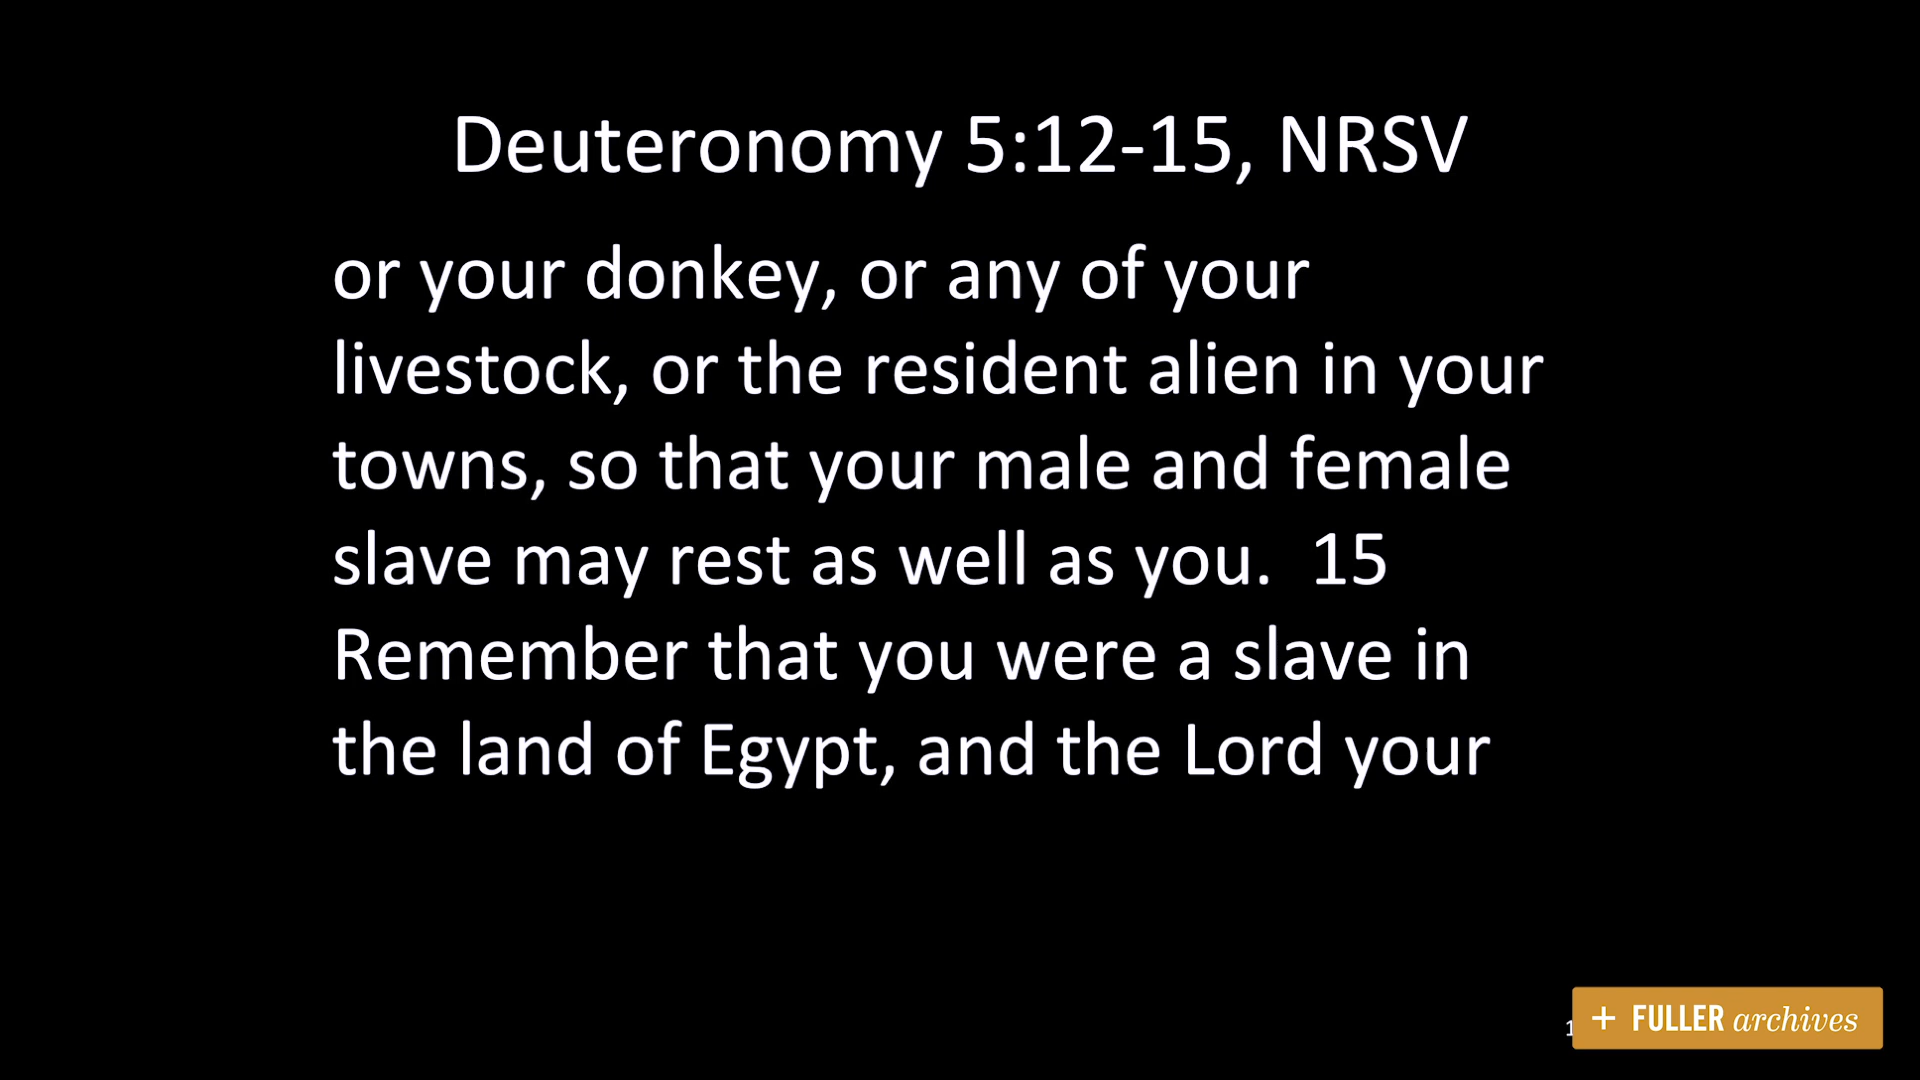 Deuteronomy 5:12-15, NRSV
or your donkey, or any of your
livestock, or the resident alien in your
towns, so that your male and female
slave may rest as well as you.  15
Remember that you were a slave in
the land of Egypt, and the Lord your
+ FULLER archives